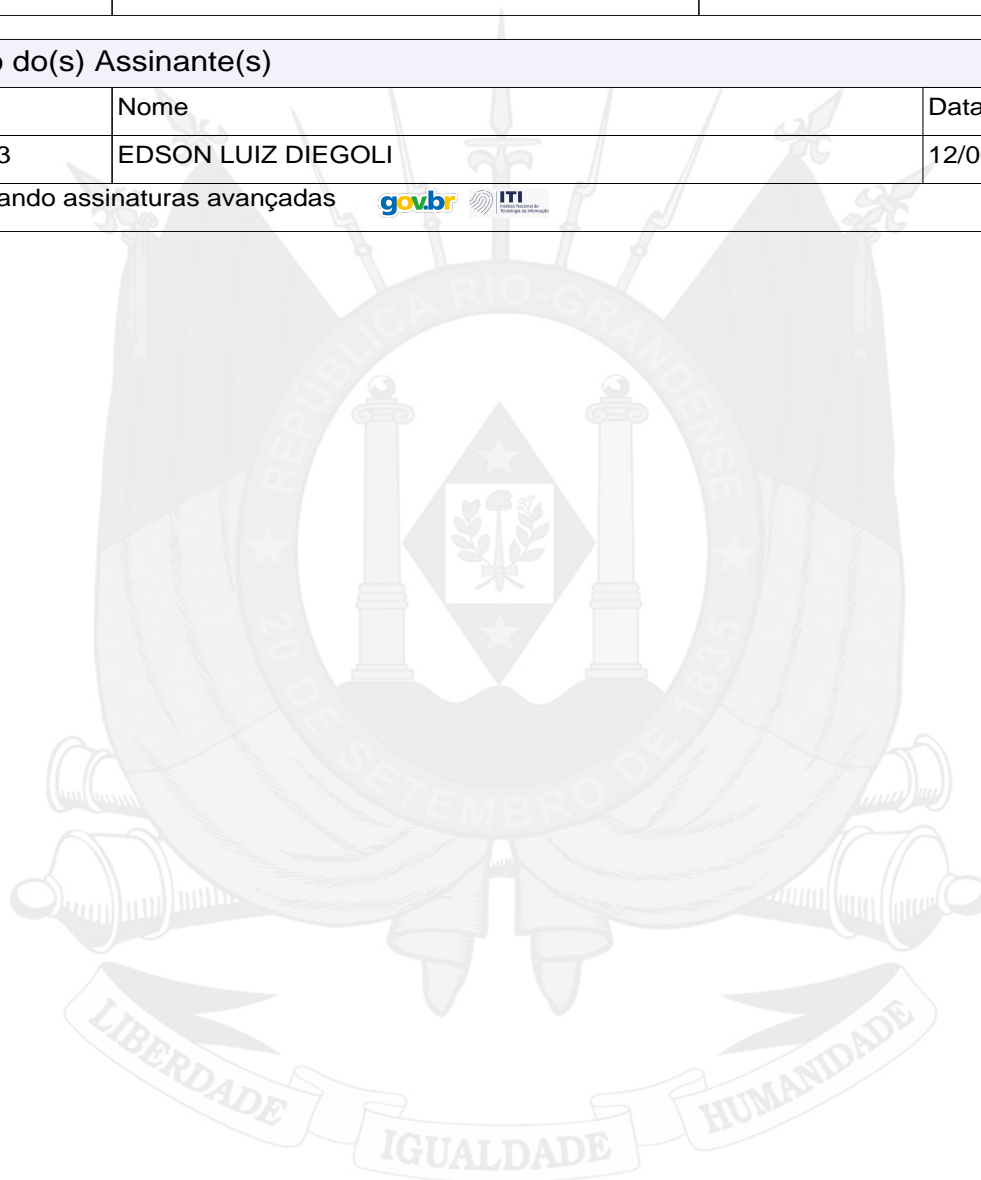 o do(s) Assinante(s)
Nome
Data
3
EDSON LUIZ DIEGOLI
12/0
ando assinaturas avançadas
gov.br
ITI
REPÚBLICA RIO-GRANDENSE
20 DE SETEMBRO DE 1835
LIBERDADE
IGUALDADE
HUMANIDADE